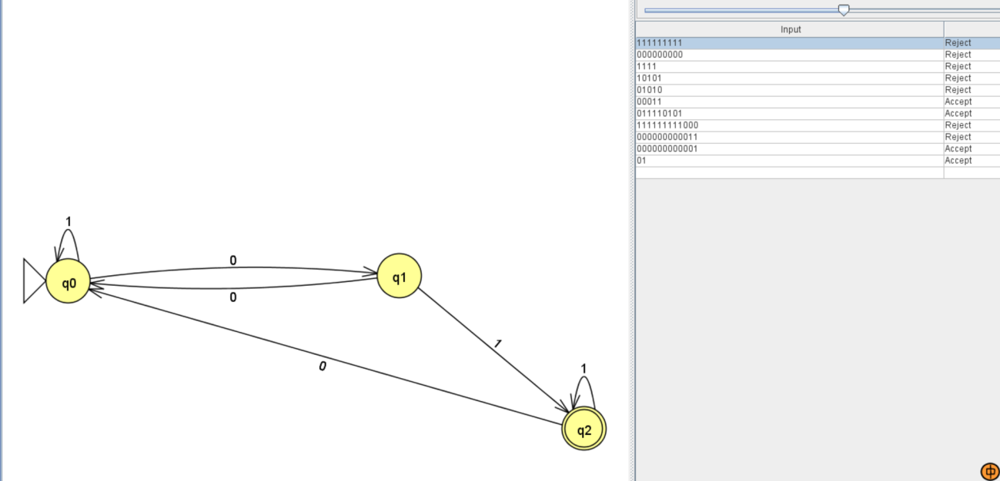 Input
111111111 Reject
000000000 Reject
1111 Reject
10101 Reject
01010 Reject
00011 Accept
011110101 Accept
111111111000 Reject
000000000011 Reject
000000000001 Accept
01 Accept
1
0
q0
q1
0
1
0
1
q2
中